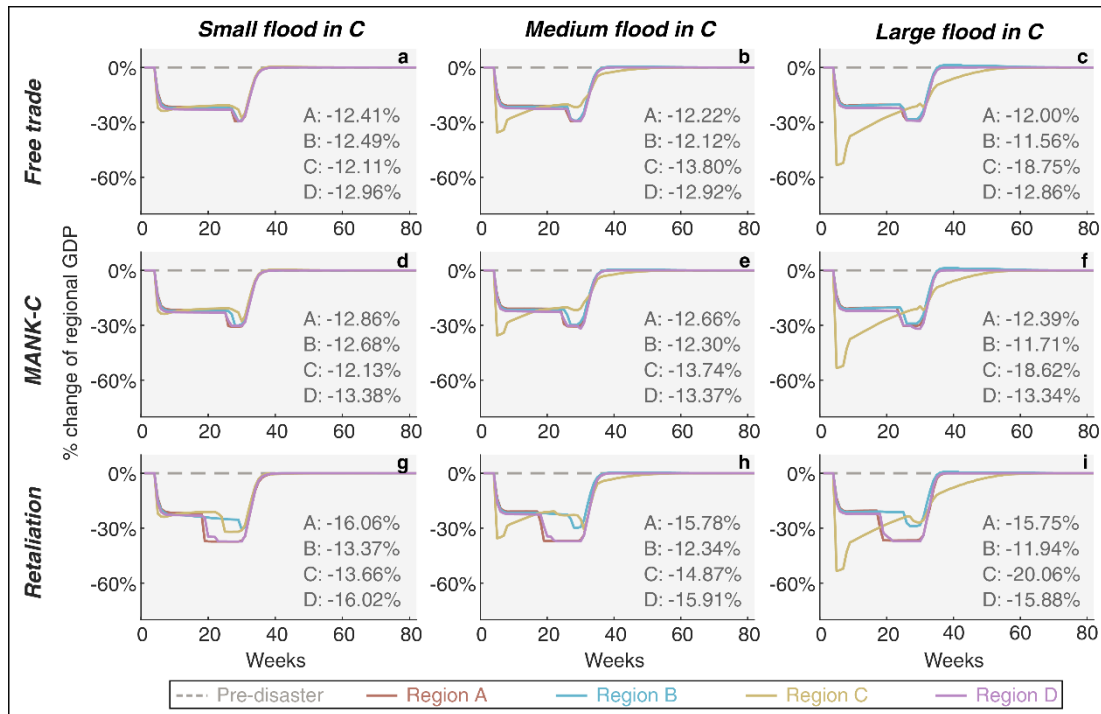 Small flood in C
Medium flood in C
Large flood in C
Free trade
MANK-C
Retaliation
% change of regional GDP
a
0%
-30%
-60%
0 20 40 60 80
A: -12.41%
B: -12.49%
C: -12.11%
D: -12.96%
b
0%
-30%
-60%
0 20 40 60 80
A: -12.22%
B: -12.12%
C: -13.80%
D: -12.92%
c
0%
-30%
-60%
0 20 40 60 80
A: -12.00%
B: -11.56%
C: -18.75%
D: -12.86%
d
0%
-30%
-60%
0 20 40 60 80
A: -12.86%
B: -12.68%
C: -12.13%
D: -13.38%
e
0%
-30%
-60%
0 20 40 60 80
A: -12.66%
B: -12.30%
C: -13.74%
D: -13.37%
f
0%
-30%
-60%
0 20 40 60 80
A: -12.39%
B: -11.71%
C: -18.62%
D: -13.34%
g
0%
-30%
-60%
0 20 40 60 80
A: -16.06%
B: -13.37%
C: -13.66%
D: -16.02%
Weeks
h
0%
-30%
-60%
0 20 40 60 80
A: -15.78%
B: -12.34%
C: -14.87%
D: -15.91%
Weeks
i
0%
-30%
-60%
0 20 40 60 80
A: -15.75%
B: -11.94%
C: -20.06%
D: -15.88%
Weeks
Pre-disaster Region A Region B Region C Region D